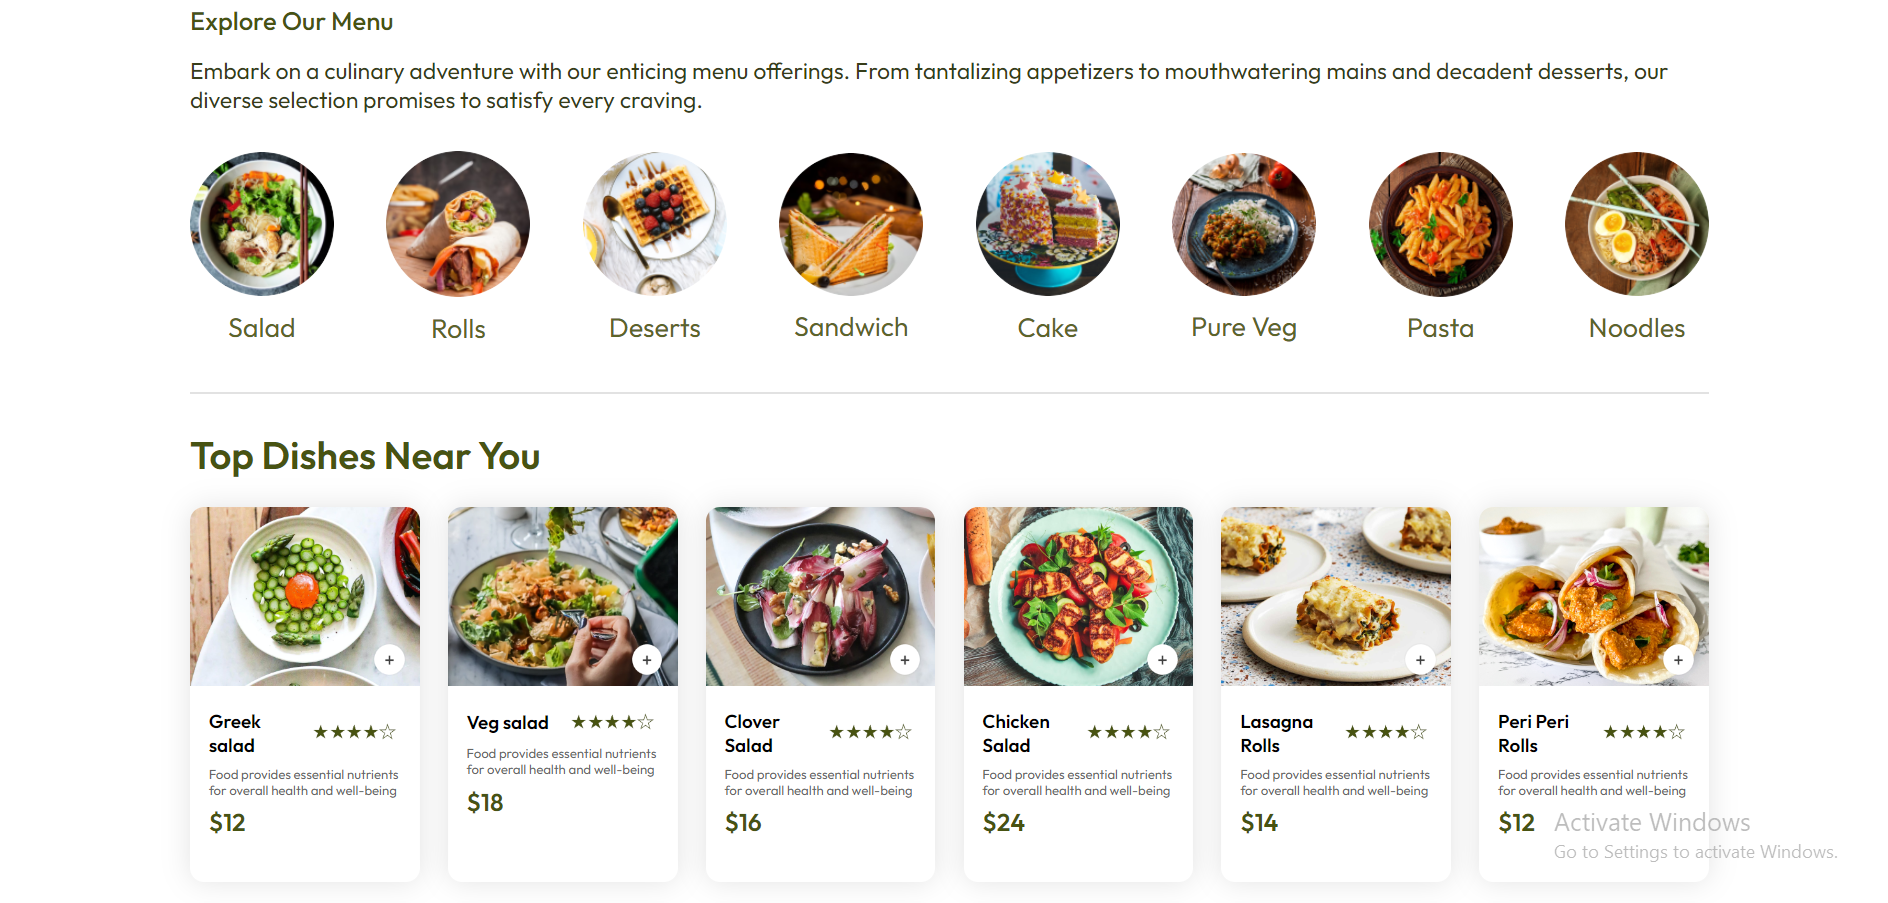 Explore Our Menu
Embark on a culinary adventure with our enticing menu offerings. From tantalizing appetizers to mouthwatering mains and decadent desserts, our
diverse selection promises to satisfy every craving.
Salad
Rolls
Deserts
Sandwich
Cake
Pure Veg
Pasta
Noodles
Top Dishes Near You
+
+
+
+
+
+
Greek
salad
★★★★☆
Food provides essential nutrients
for overall health and well-being
$12
Veg salad
★★★★☆
Food provides essential nutrients
for overall health and well-being
$18
Clover
Salad
★★★★☆
Food provides essential nutrients
for overall health and well-being
$16
Chicken
Salad
★★★★☆
Food provides essential nutrients
for overall health and well-being
$24
Lasagna
Rolls
★★★★☆
Food provides essential nutrients
for overall health and well-being
$14
Peri Peri
Rolls
★★★★☆
Food provides essential nutrients
for overall health and well-being
$12
Activate Windows
Go to Settings to activate Windows.